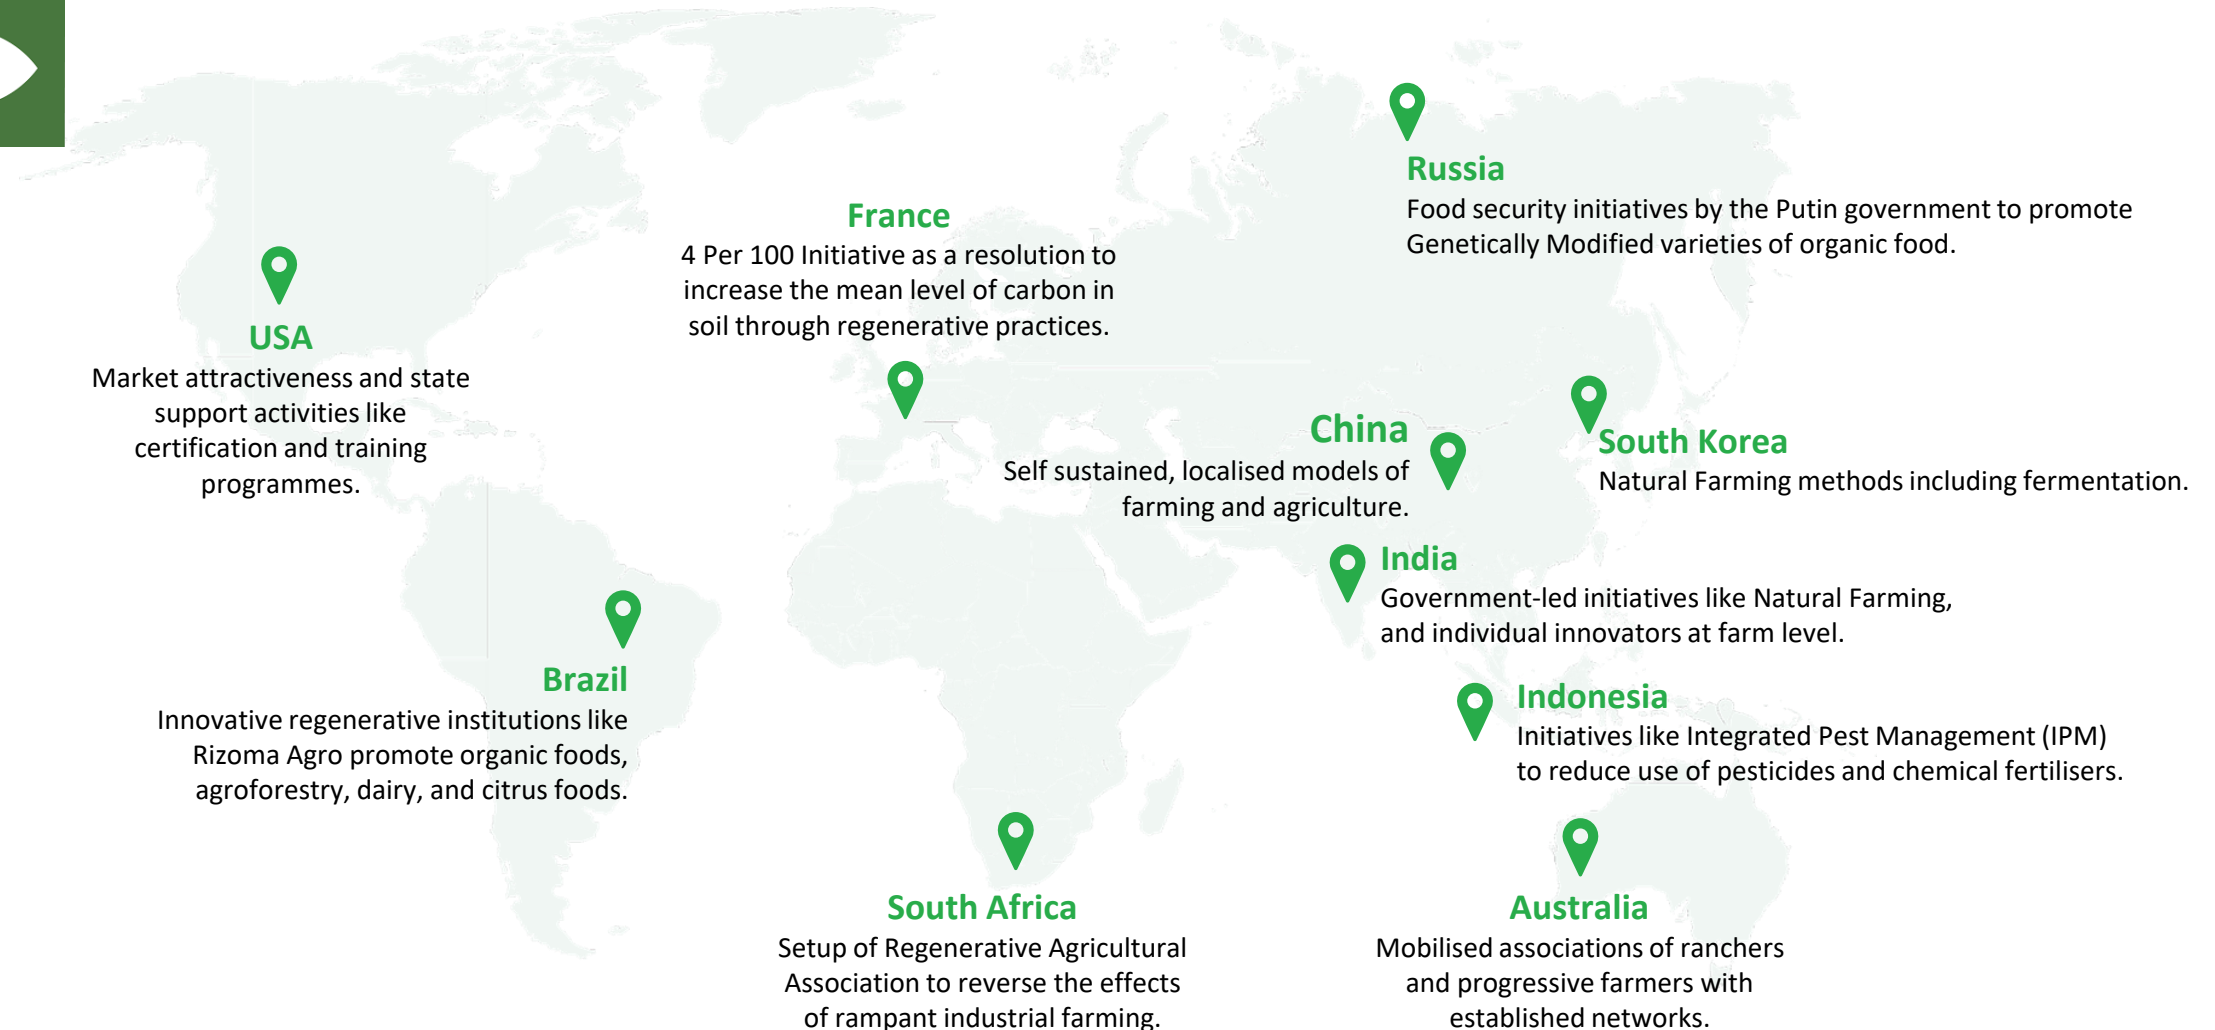 Russia
Food security initiatives by the Putin government to promote
Genetically Modified varieties of organic food.
France
4 Per 100 Initiative as a resolution to
increase the mean level of carbon in
soil through regenerative practices.
USA
Market attractiveness and state
support activities like
certification and training
programmes.
China
Self sustained, localised models of
farming and agriculture.
South Korea
Natural Farming methods including fermentation.
India
Government-led initiatives like Natural Farming,
and individual innovators at farm level.
Brazil
Innovative regenerative institutions like
Rizoma Agro promote organic foods,
agroforestry, dairy, and citrus foods.
Indonesia
Initiatives like Integrated Pest Management (IPM)
to reduce use of pesticides and chemical fertilisers.
South Africa
Setup of Regenerative Agricultural
Association to reverse the effects
of rampant industrial farming.
Australia
Mobilised associations of ranchers
and progressive farmers with
established networks.